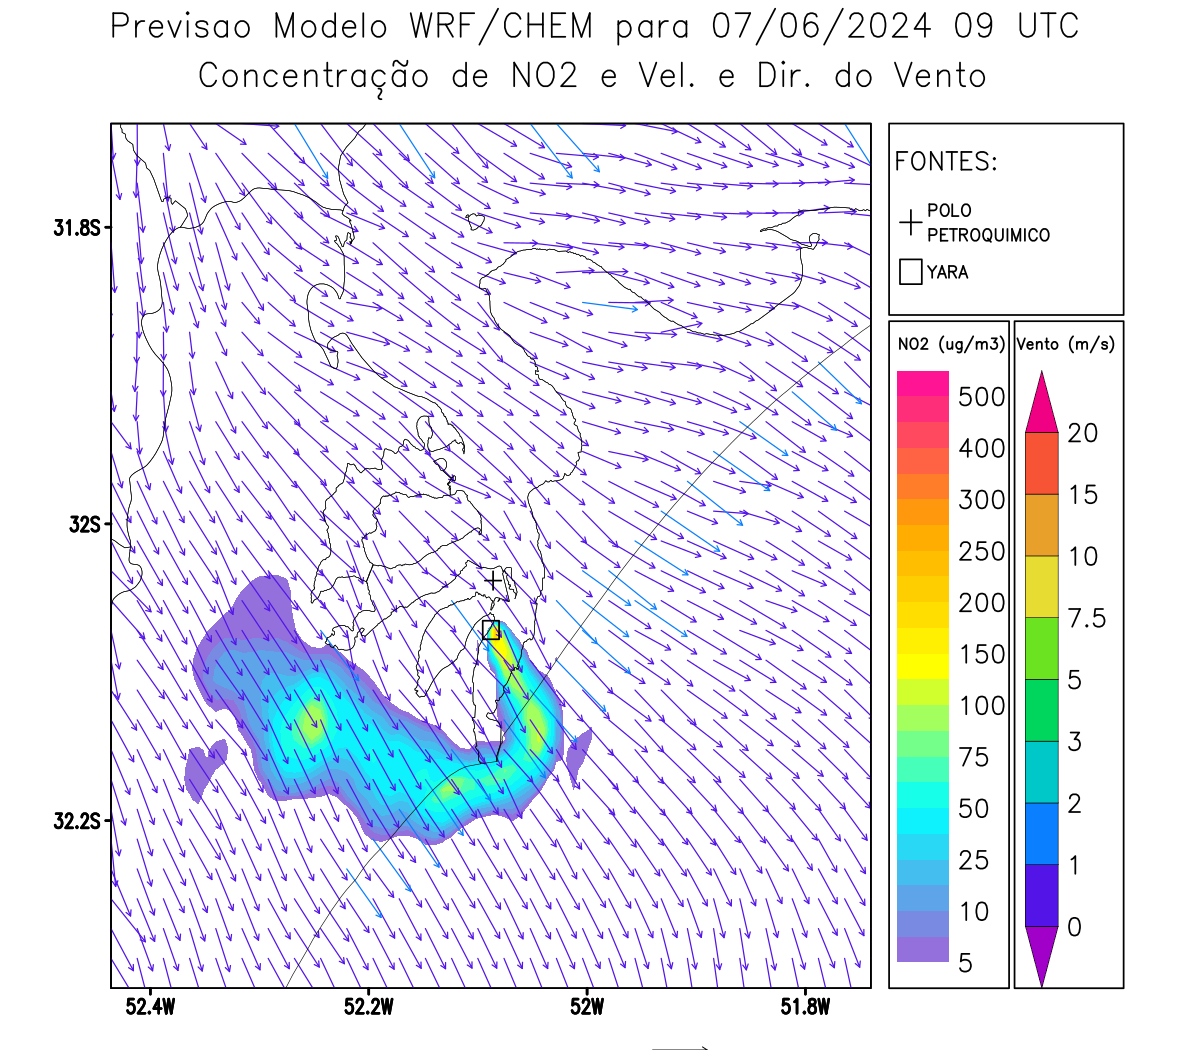 Previsao Modelo WRF/CHEM para 07/06/2024 09 UTC
Concentração de NO2 e Vel. e Dir. do Vento
FONTES:
POLO
PETROQUIMICO
YARA
NO2 (ug/m3)
500
400
300
250
200
150
100
75
50
25
10
5
Vento (m/s)
20
15
10
7.5
5
3
2
1
0
31.8S
32S
32.2S
52.4W
52.2W
52W
51.8W